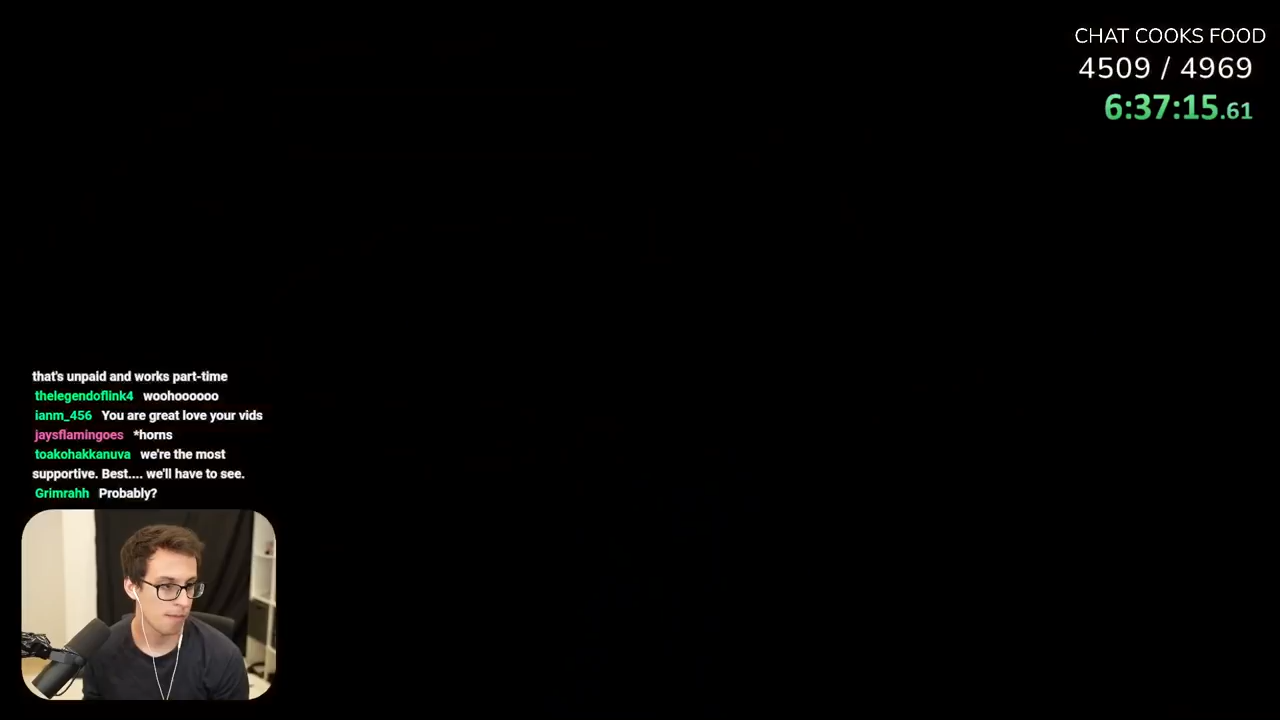 CHAT COOKS FOOD
4509 / 4969
6:37:15.61
that's unpaid and works part-time
thelegendoflink4 woohoooooo
ianm_456 You are great love your vids
jaysflamingoes *horns
toakohakkanuva we're the most
supportive. Best.... we'll have to see.
Grimrahh Probably?